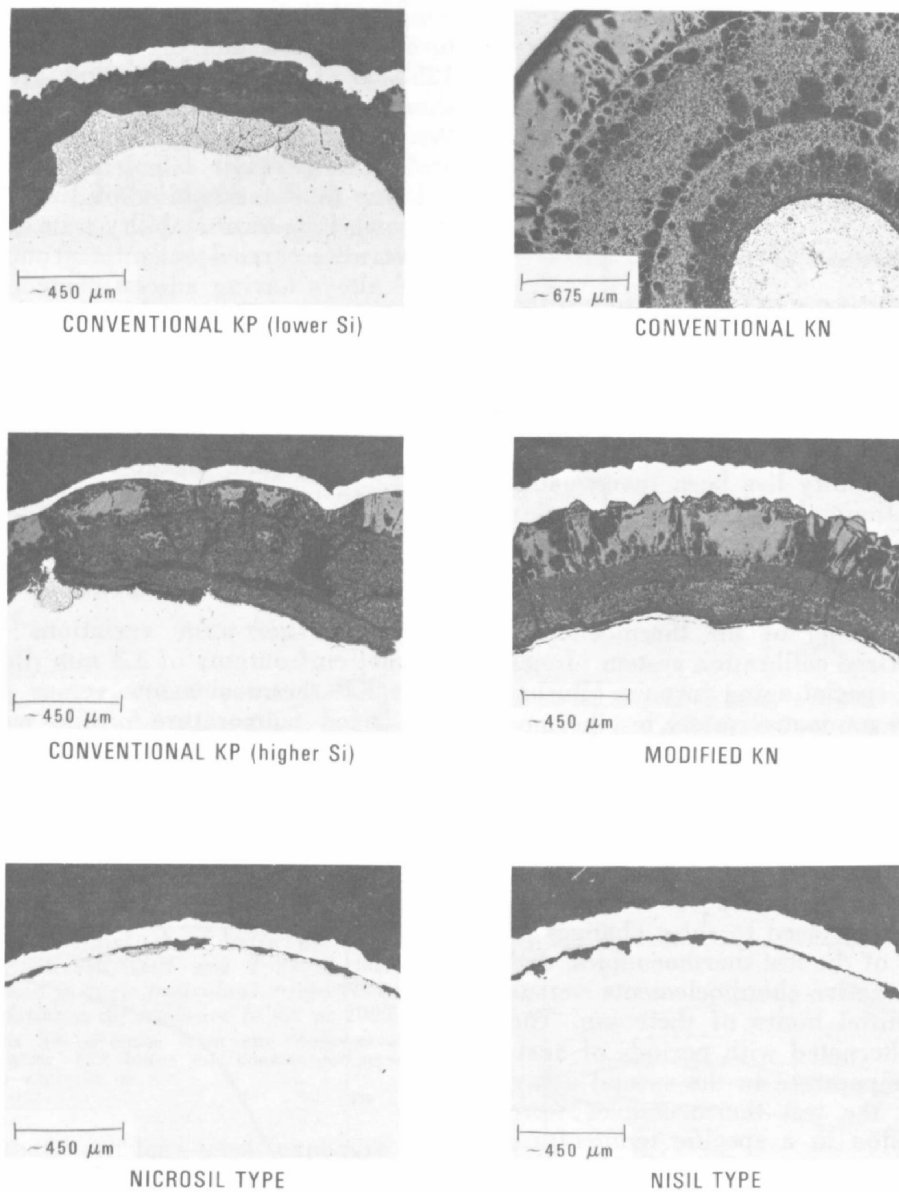 ~450 μm
CONVENTIONAL KP (lower Si)
~ 675 μm
CONVENTIONAL KN
~450 μm
CONVENTIONAL KP (higher Si)
~450 μm
MODIFIED KN
~450 μm
NICROSIL TYPE
~450 μm
NISIL TYPE